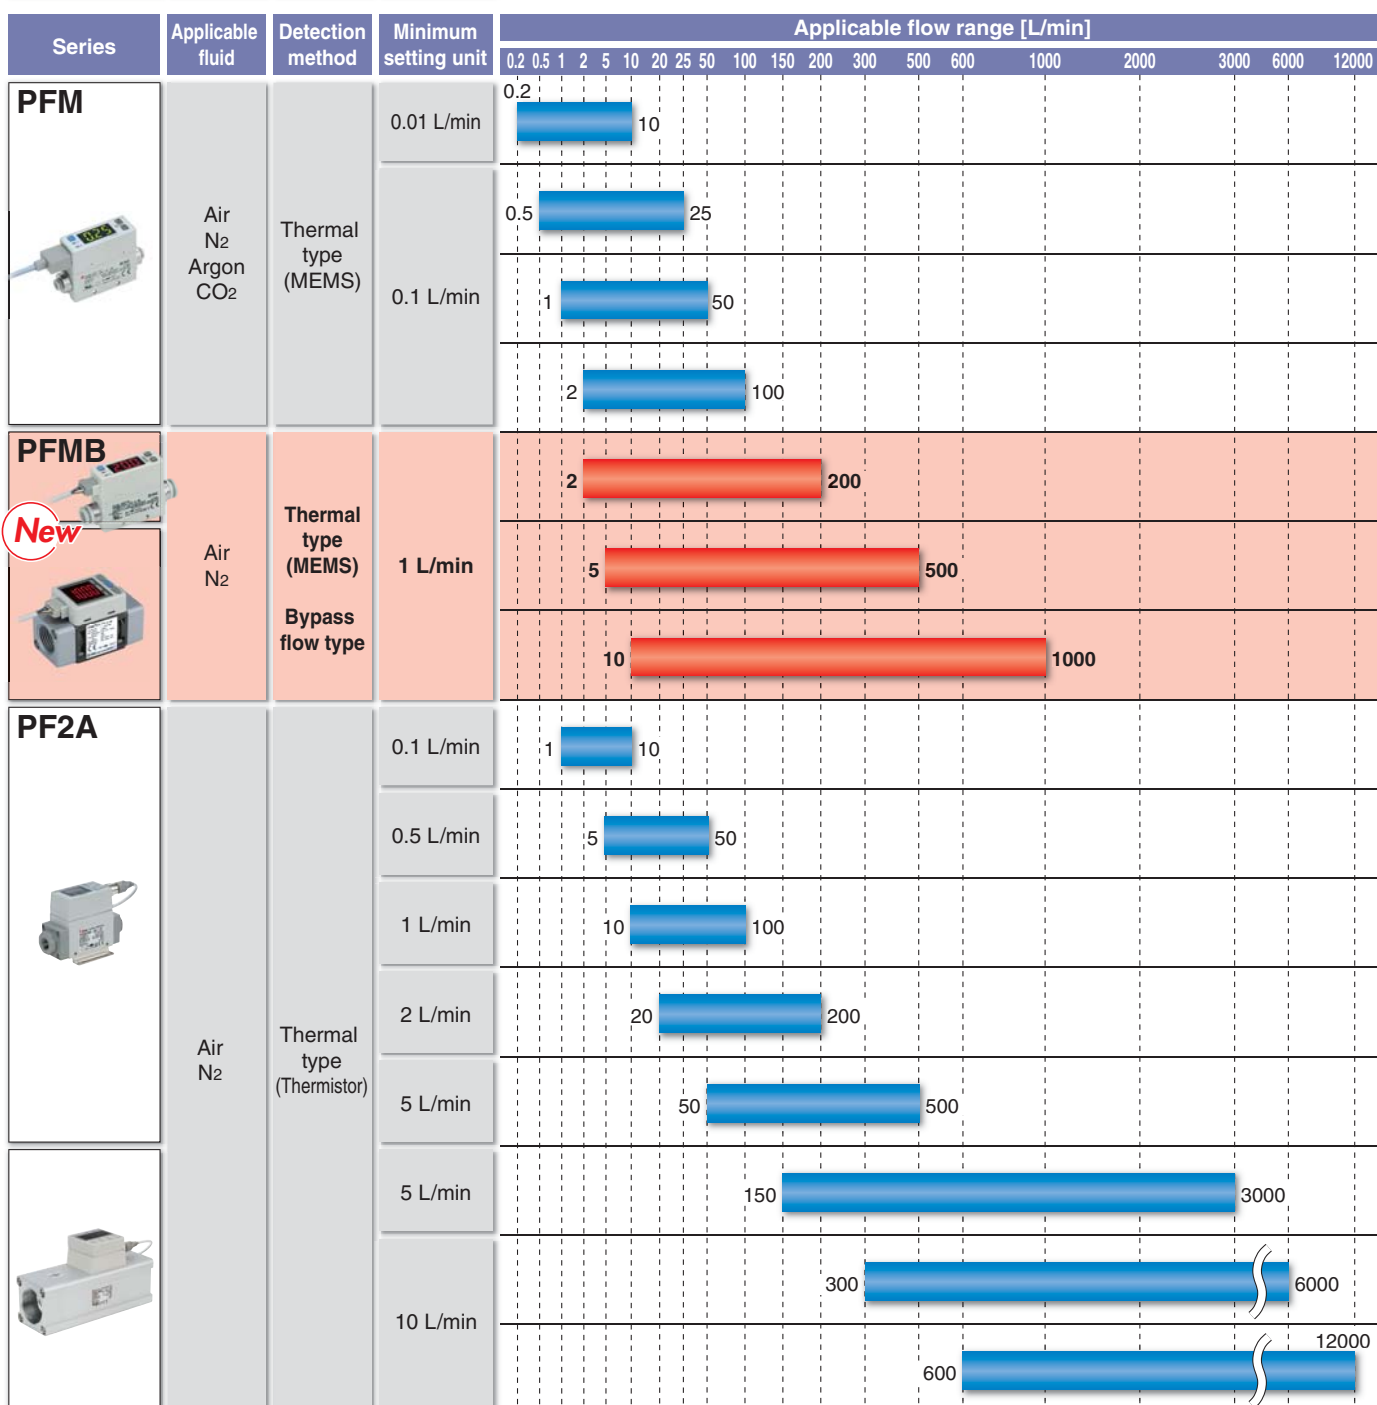 Series
Applicable fluid
Detection method
Minimum setting unit
Applicable flow range [L/min]
0.2 0.5 1 2 5 10 20 25 50 100 150 200 300 500 600 1000 2000 3000 6000 12000
PFM
Air
N2
Argon
CO2
Thermal
type
(MEMS)
0.01 L/min
0.2
10
0.1 L/min
0.5 25
1 50
2 100
PFMB
New
Air
N2
Thermal
type
(MEMS)
Bypass
flow type
1 L/min
2 200
5 500
10 1000
PF2A
Air
N2
Thermal
type
(Thermistor)
0.1 L/min
1 10
0.5 L/min
5 50
1 L/min
10 100
2 L/min
20 200
5 L/min
50 500
5 L/min
150 3000
10 L/min
300 6000
12000
600